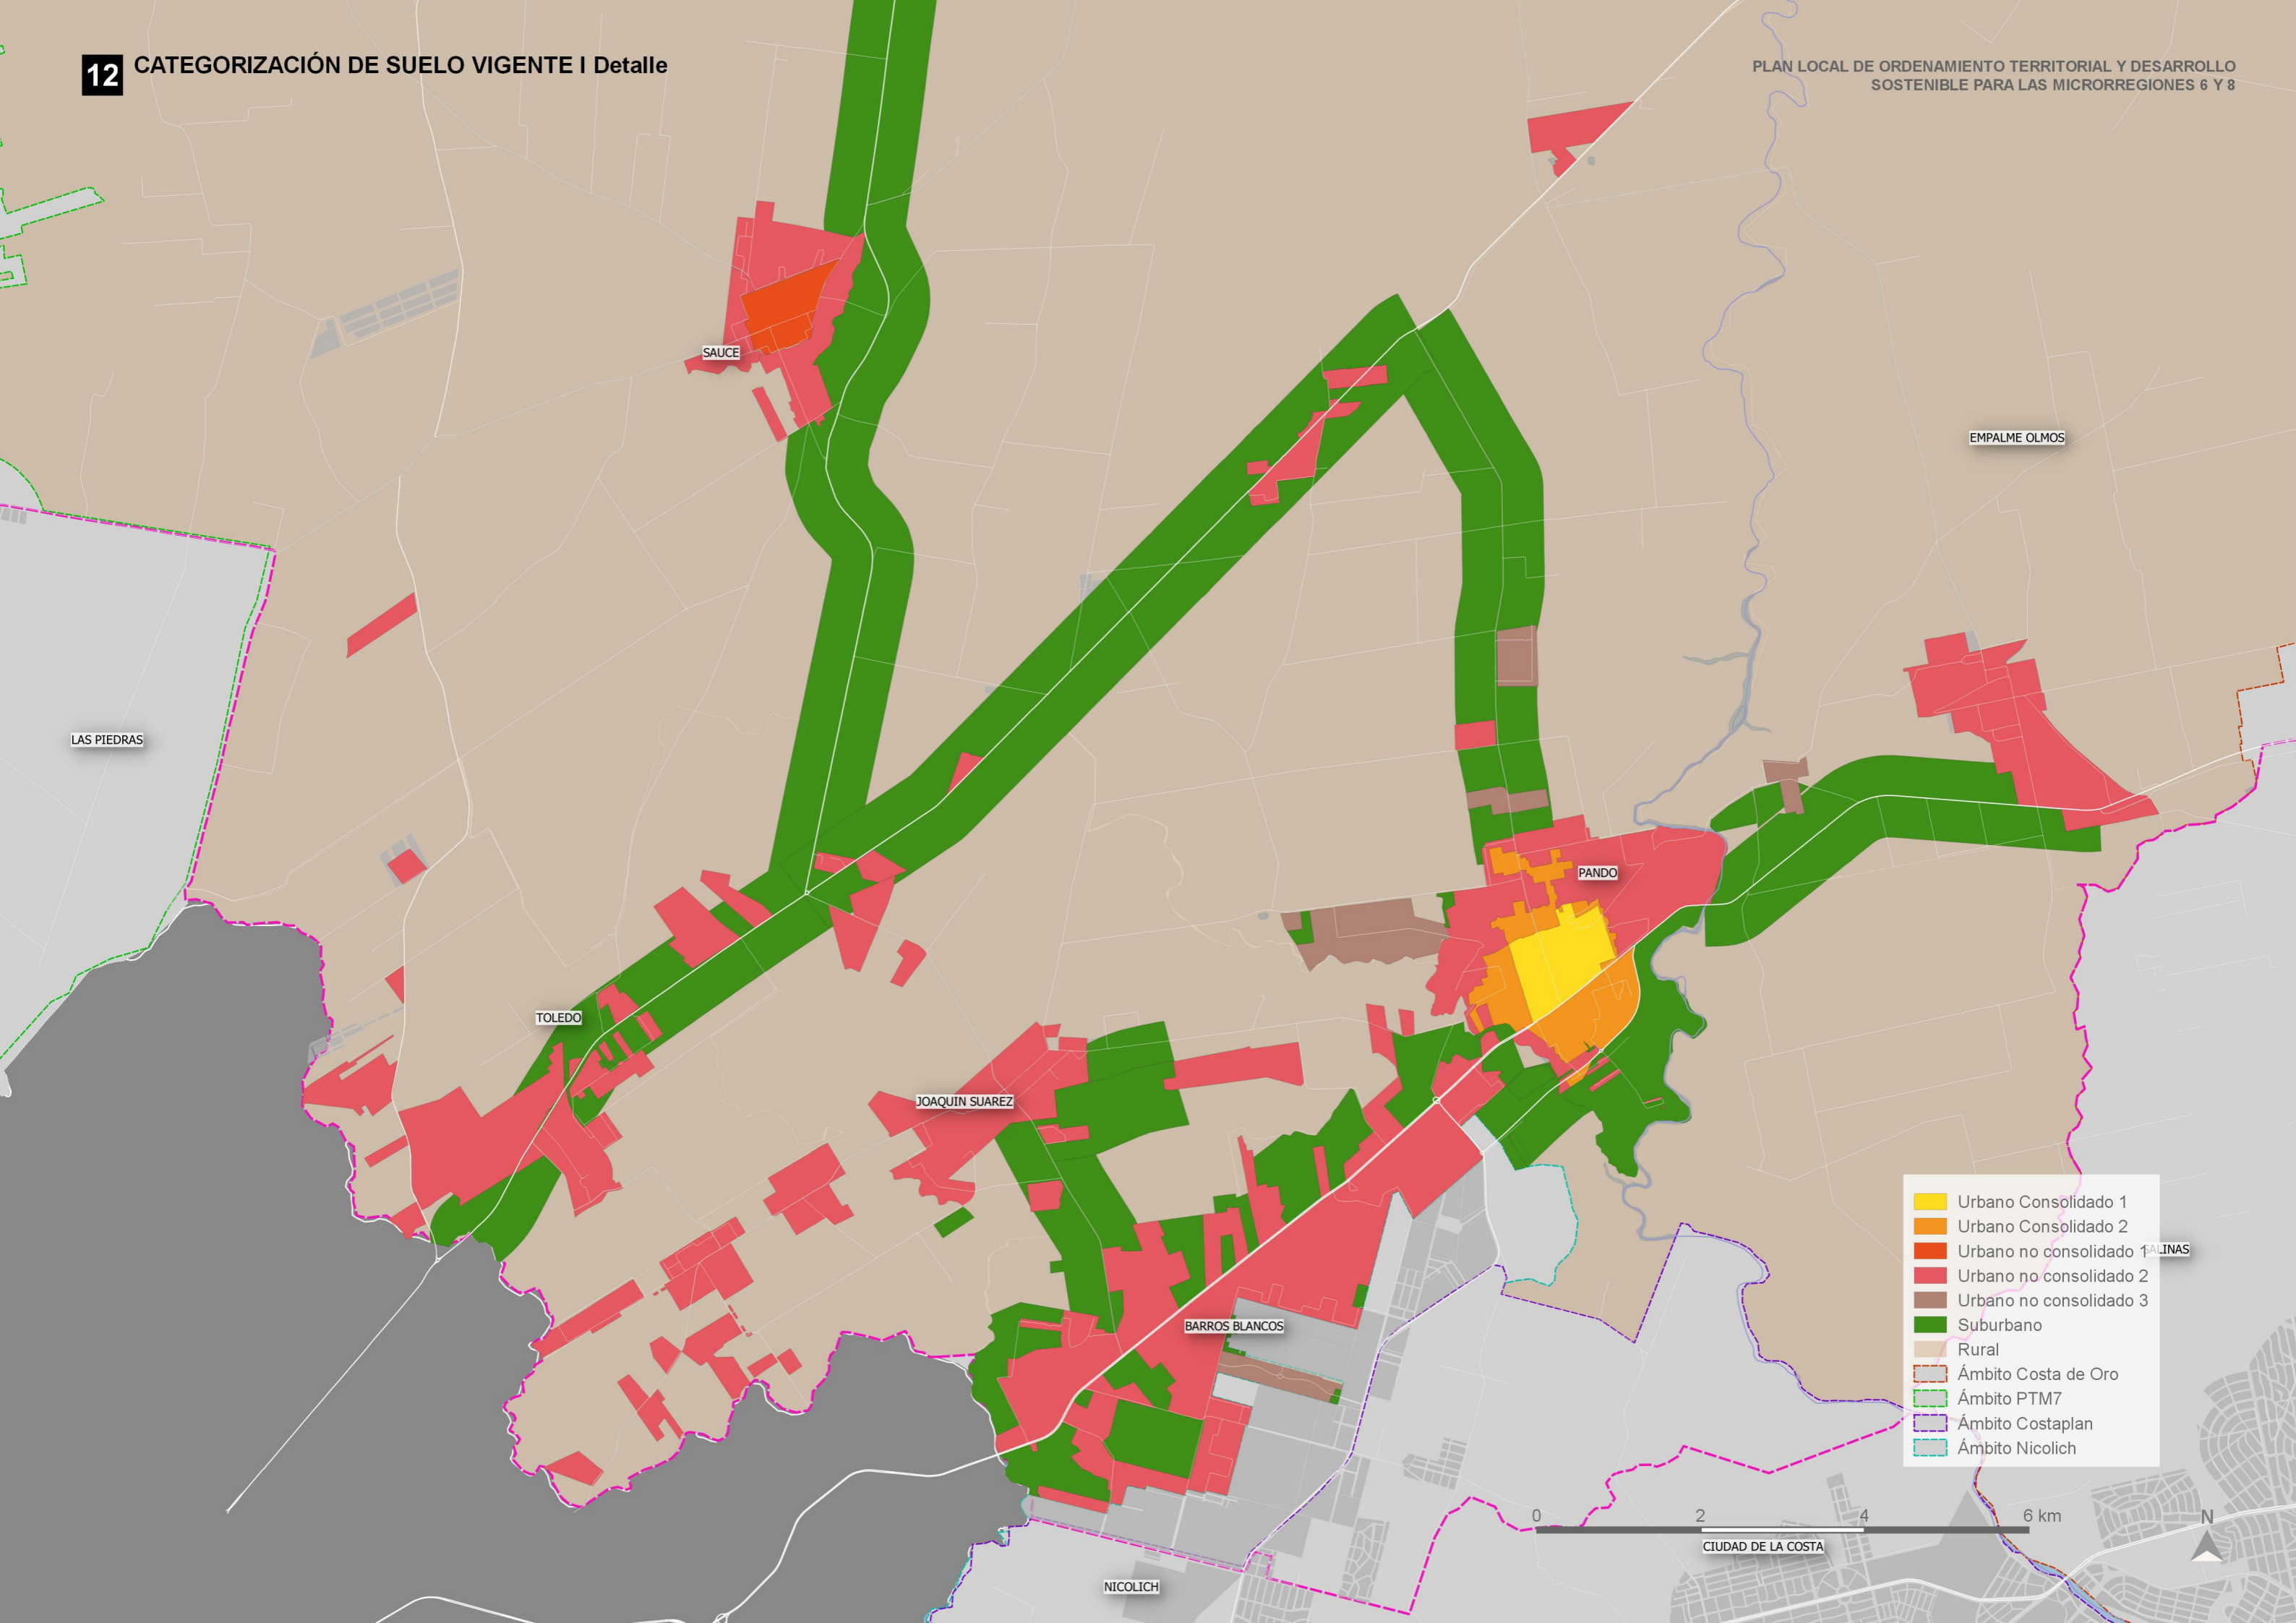 12 CATEGORIZACIÓN DE SUELO VIGENTE I Detalle
PLAN LOCAL DE ORDENAMIENTO TERRITORIAL Y DESARROLLO
SOSTENIBLE PARA LAS MICRORREGIONES 6 Y 8
SAUCE
EMPALME OLMOS
LAS PIEDRAS
PANDO
TOLEDO
JOAQUIN SUAREZ
BARROS BLANCOS
SALINAS
Urbano Consolidado 1
Urbano Consolidado 2
Urbano no consolidado 1
Urbano no consolidado 2
Urbano no consolidado 3
Suburbano
Rural
Ámbito Costa de Oro
Ámbito PTM7
Ámbito Costaplan
Ámbito Nicolich
0 2 4 6 km
N
CIUDAD DE LA COSTA
NICOLICH